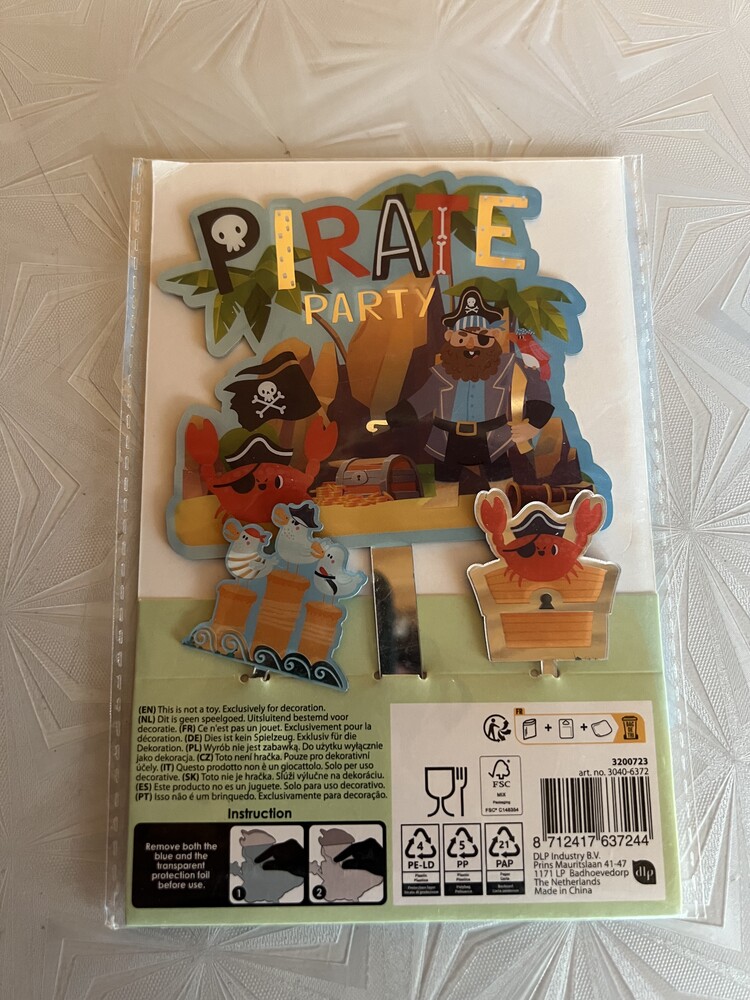 PIRATE
PARTY
(EN) This is not a toy. Exclusively for decoration.
(NL) Dit is geen speelgoed. Uitsluitend bestemd voor
decoratie. (FR) Ce n'est pas un jouet. Exclusivement pour la
décoration. (DE) Dies ist kein Spielzeug. Exklusiv für die
Dekoration. (PL) Wyrób nie jest zabawką. Do użytku wyłącznie
jako dekoracja. (CZ) Toto není hračka. Pouze pro dekorativní
účely. (IT) Questo prodotto non è un giocattolo. Solo per uso
decorative. (SK) Toto nie je hračka. Slúži výlučne na dekoráciu.
(ES) Este producto no es un juguete. Solo para uso decorativo.
(PT) Isso não é um brinquedo. Exclusivamente para decoração.
Instruction
Remove both the
blue and the
transparent
protection foil
before use.
1
2
FR
+ + +
FSC
MIX
Packaging
FSC® C148384
3200723
art. no. 3040-6372
8 712417 637244
4
PE-LD
5
PP
21
PAP
DLP Industry B.V.
Prins Mauritslaan 41-47
1171 LP Badhoevedorp
The Netherlands
Made in China
dlp